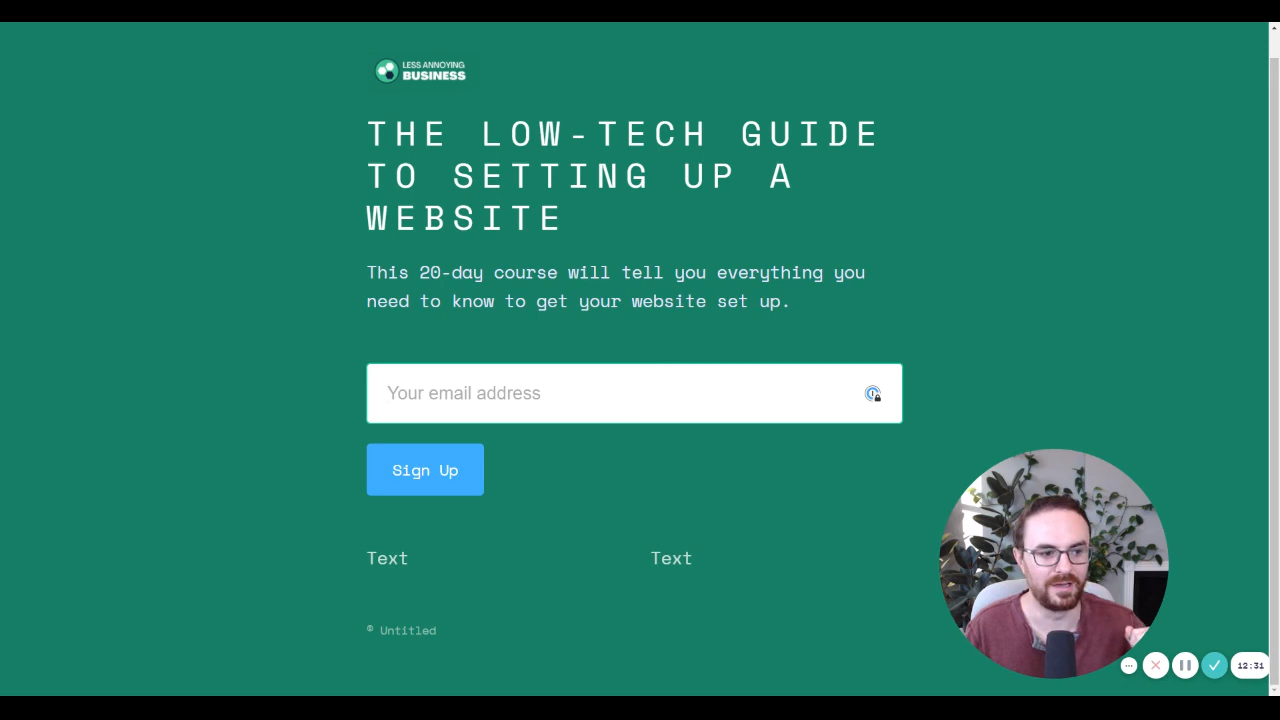 LESS ANNOYING
BUSINESS
THE LOW-TECH GUIDE
TO SETTING UP A
WEBSITE
This 20-day course will tell you everything you
need to know to get your website set up.
Your email address
Sign Up
Text Text
© Untitled
12:31